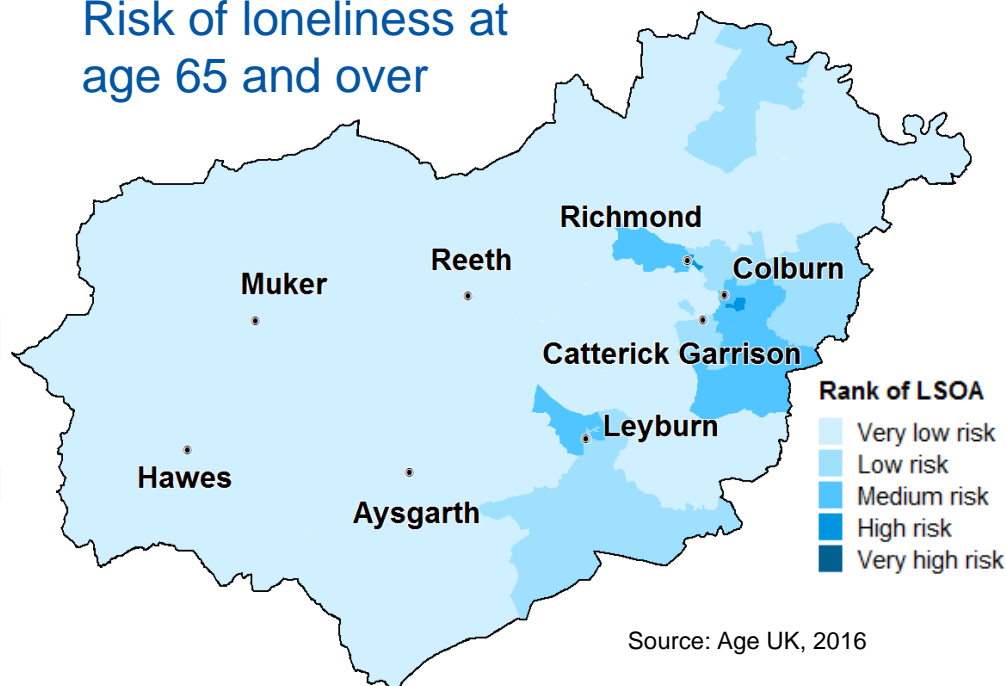 Risk of loneliness at
age 65 and over
Richmond
Reeth
Colburn
Muker
Catterick Garrison
Rank of LSOA
Very low risk
Leyburn
Low risk
Hawes
Medium risk
Aysgarth
High risk
Very high risk
Source: Age UK, 2016